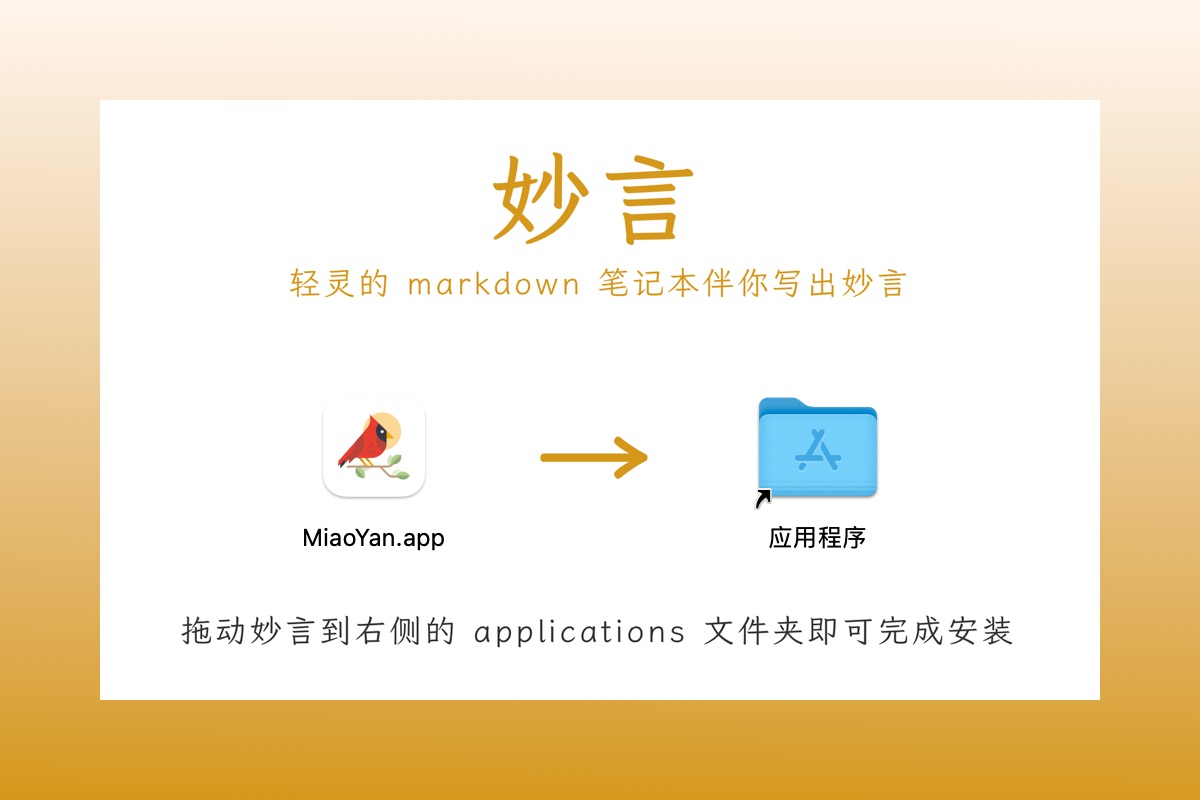 妙言
轻灵的 markdown 笔记本伴你写出妙言
MiaoYan.app
应用程序
拖动妙言到右侧的 applications 文件夹即可完成安装